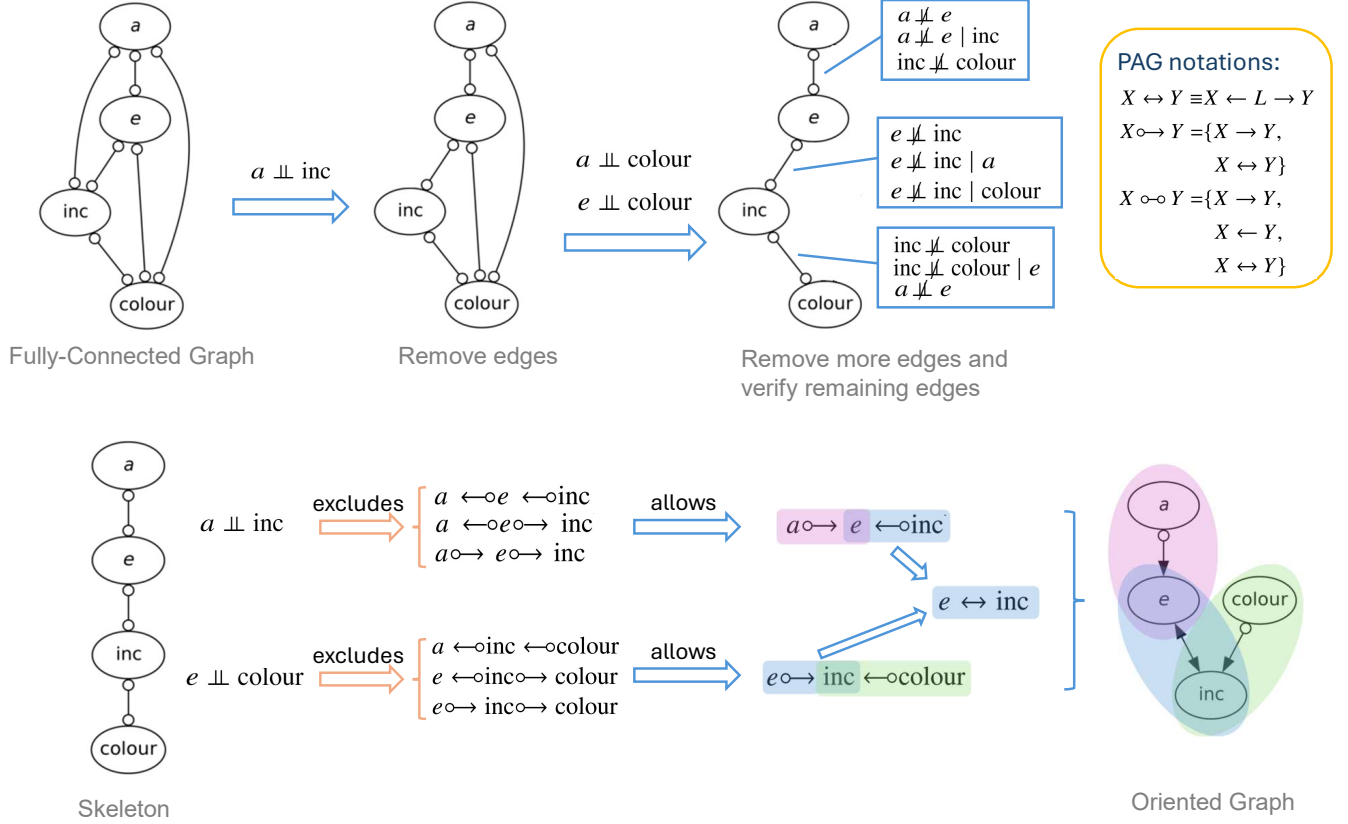 a
e
inc
colour
Fully-Connected Graph
a ⫫ inc
a
e
inc
colour
Remove edges
a ⫫ colour
e ⫫ colour
a
e
inc
colour
a ⫫̸ e
a ⫫̸ e | inc
inc ⫫̸ colour
e ⫫̸ inc
e ⫫̸ inc | a
e ⫫̸ inc | colour
inc ⫫̸ colour
inc ⫫̸ colour | e
a ⫫̸ e
Remove more edges and
verify remaining edges
PAG notations:
X ↔ Y ≡X ← L → Y
X o→ Y ={X → Y,
X ↔ Y}
X o-o Y ={X → Y,
X ← Y,
X ↔ Y}
a
e
inc
colour
Skeleton
a ⫫ inc
excludes
a ←o e ←o inc
a ←o e o→ inc
a o→ e o→ inc
allows
a o→ e ←o inc
e ↔ inc
e ⫫ colour
excludes
a ←o inc ←o colour
e ←o inc o→ colour
e o→ inc o→ colour
allows
e o→ inc ←o colour
a
e
colour
inc
Oriented Graph